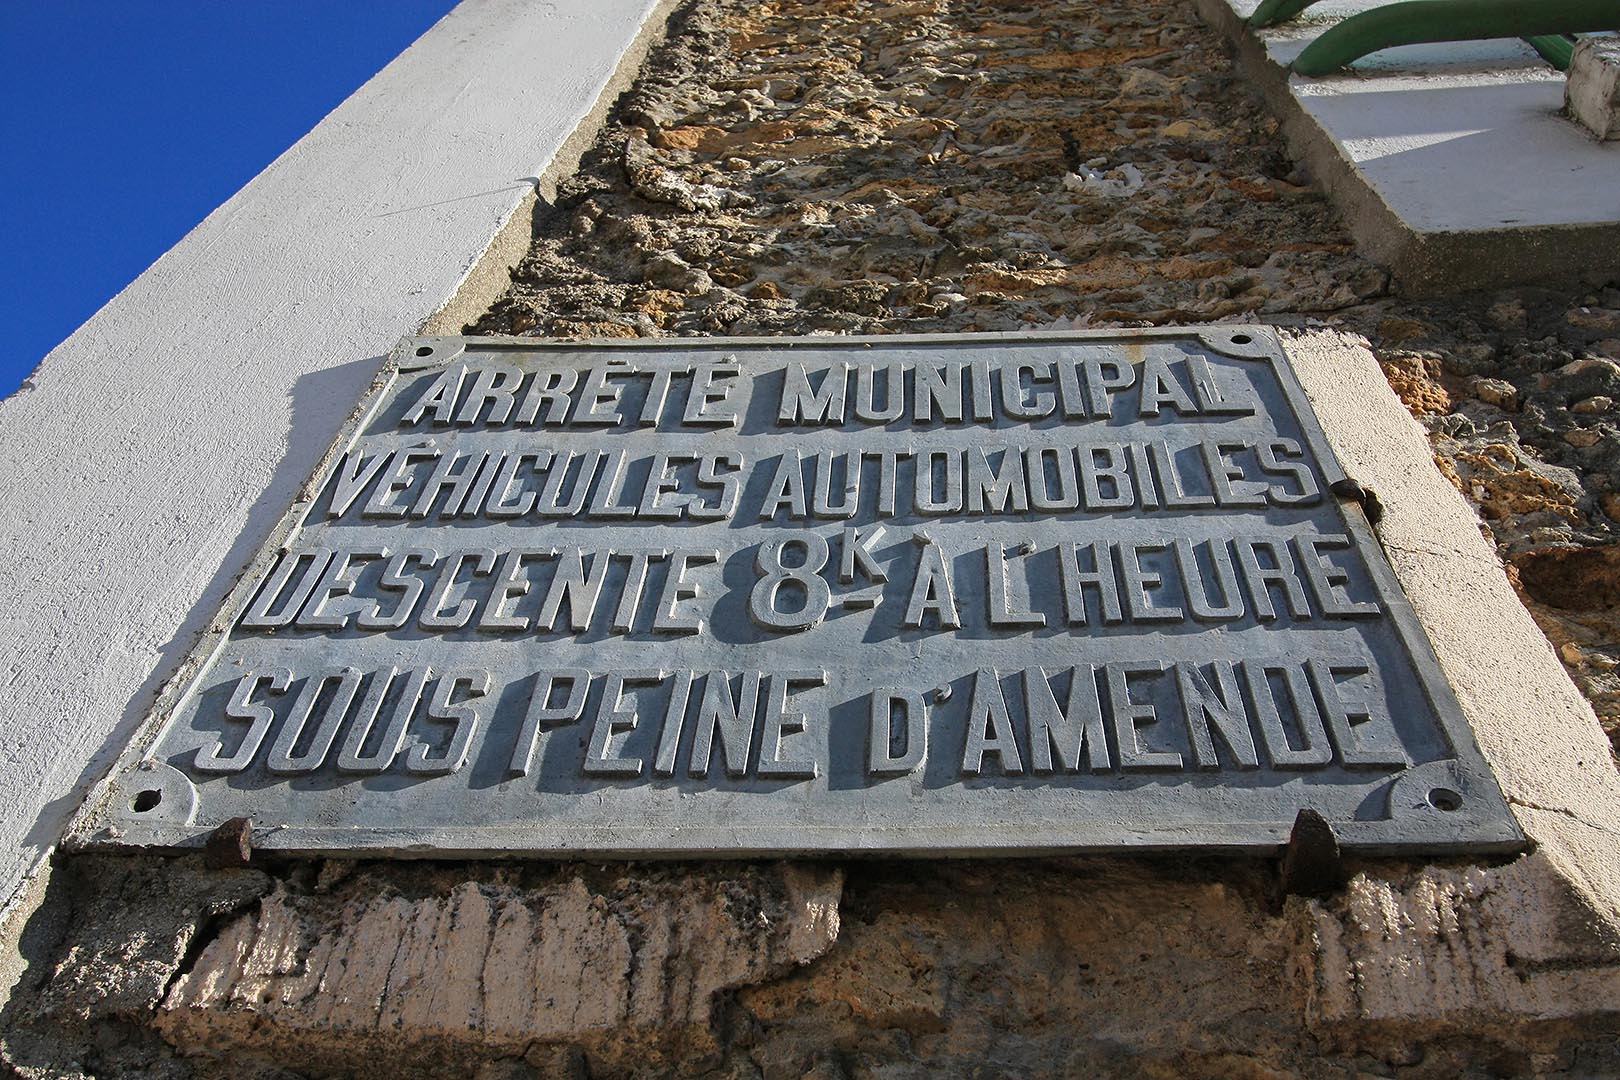 ARRÊTÉ MUNICIPAL
VÉHICULES AUTOMOBILES
DESCENTE 8K À L'HEURE
SOUS PEINE D'AMENDE